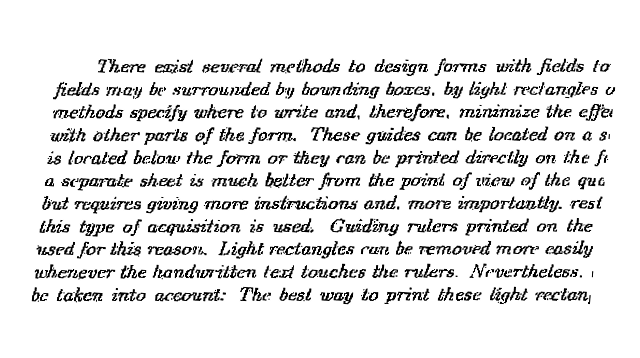 There exist several methods to design forms with fields to
fields may be surrounded by bounding boxes, by light rectangles o
methods specify where to write and, therefore, minimize the effe
with other parts of the form. These guides can be located on a s
is located below the form or they can be printed directly on the f
a separate sheet is much better from the point of view of the qua
but requires giving more instructions and, more importantly, rest
this type of acquisition is used. Guiding rulers printed on the
used for this reason. Light rectangles can be removed more easily
whenever the handwritten text touches the rulers. Nevertheless,
be taken into account: The best way to print these light rectan